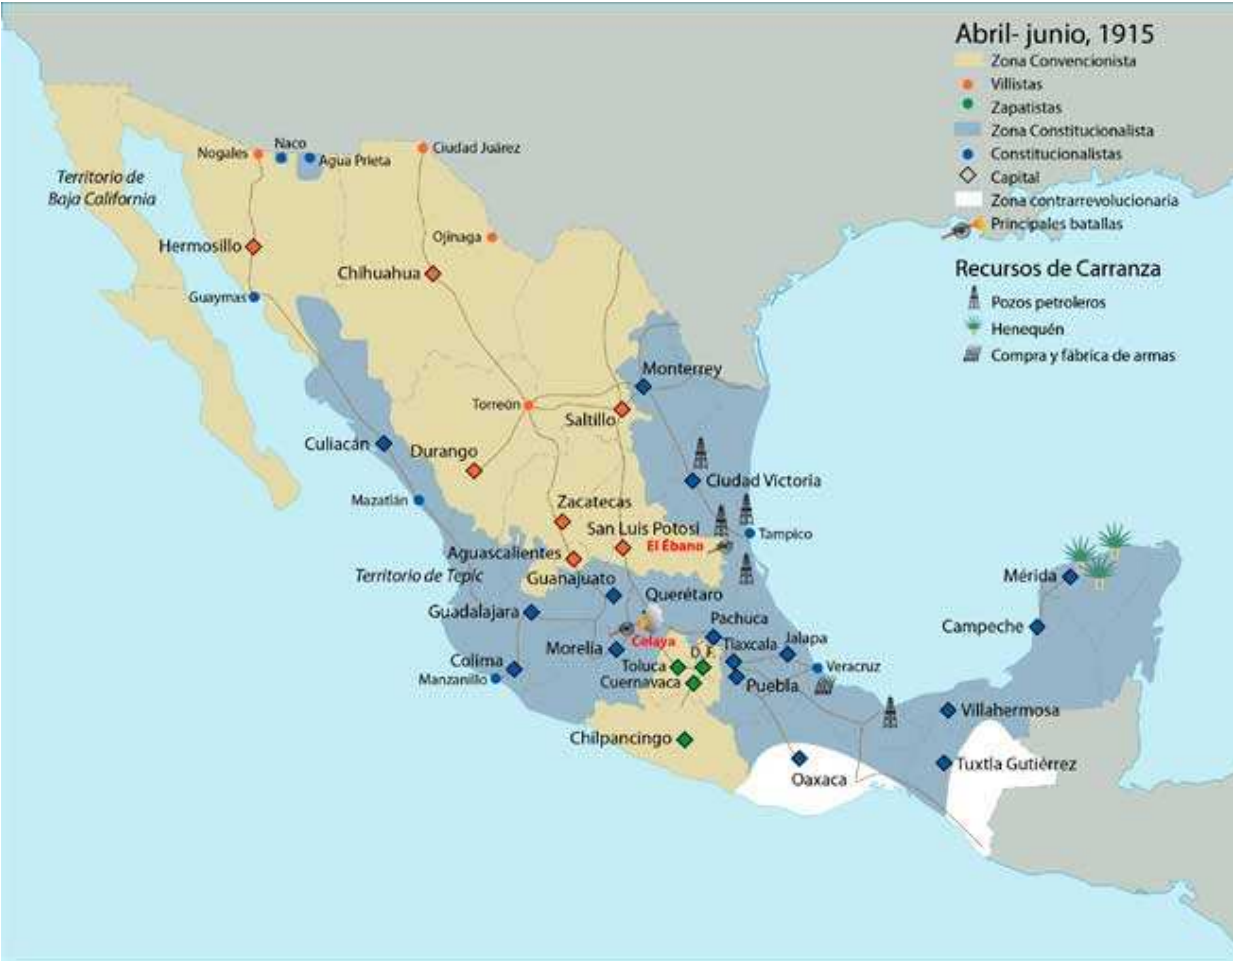 Abril- junio, 1915
Zona Convencionista
Villistas
Zapatistas
Zona Constitucionalista
Constitucionalistas
Capital
Zona contrarrevolucionaria
Principales batallas
Recursos de Carranza
Pozos petroleros
Henequén
Compra y fábrica de armas
Nogales
Naco
Agua Prieta
Ciudad Juárez
Territorio de
Baja California
Hermosillo
Ojinaga
Chihuahua
Guaymas
Monterrey
Torreón
Saltillo
Culiacán
Durango
Ciudad Victoria
Mazatlán
Zacatecas
San Luis Potosí
Tampico
El Ébano
Aguascalientes
Territorio de Tepic
Guanajuato
Mérida
Querétaro
Guadalajara
Pachuca
Campeche
Celaya
Morelia
Tlaxcala
Jalapa
D. F.
Colima
Toluca
Veracruz
Manzanillo
Cuernavaca
Puebla
Villahermosa
Chilpancingo
Tuxtla Gutiérrez
Oaxaca